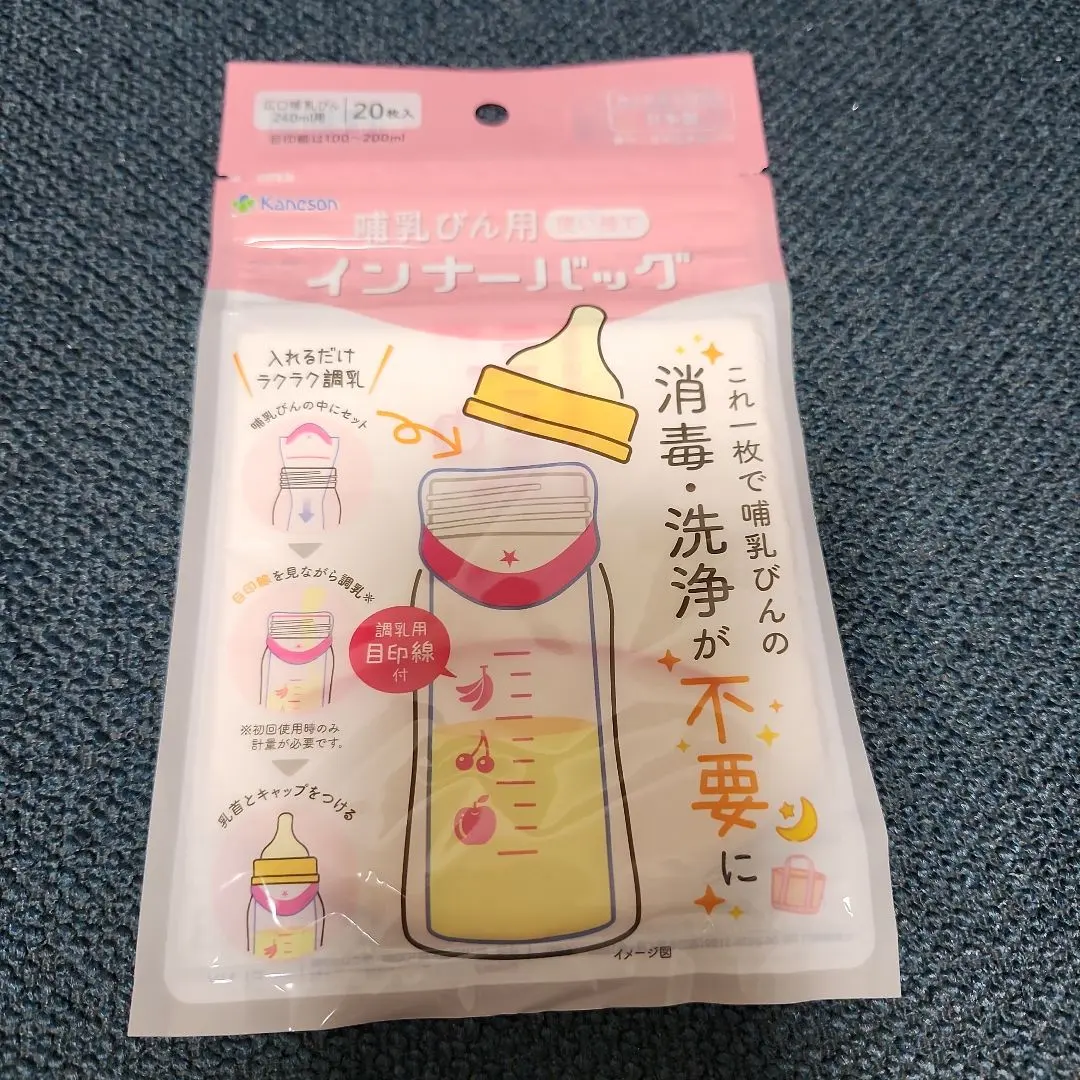 広口哺乳びん
240ml用
20枚入
目印線は100~200ml
日本製
Kaneson
哺乳びん用 使い捨て
インナーバッグ
入れるだけ
ラクラク調乳
哺乳びんの中にセット
目印線を見ながら調乳※
※初回使用時のみ
計量が必要です。
乳首とキャップをつける
調乳用
目印線
付
これ一枚で哺乳びんの
消毒・洗浄が
不要に
イメージ図